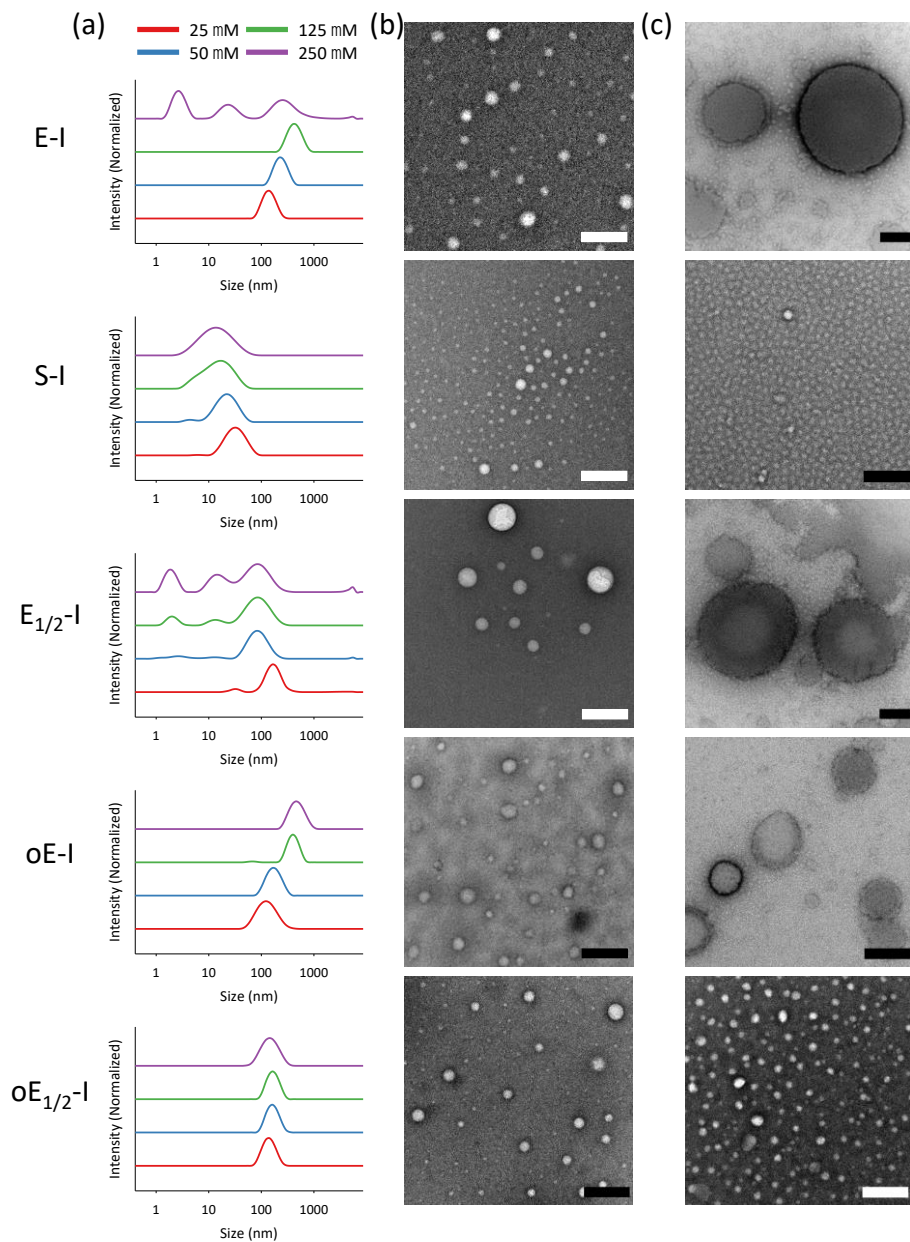 (a) (b) (c)
25 mM 125 mM
50 mM 250 mM
E-I
Intensity (Normalized)
1 10 100 1000
Size (nm)
S-I
Intensity (Normalized)
1 10 100 1000
Size (nm)
E1/2-I
Intensity (Normalized)
1 10 100 1000
Size (nm)
oE-I
Intensity (Normalized)
1 10 100 1000
Size (nm)
oE1/2-I
Intensity (Normalized)
1 10 100 1000
Size (nm)